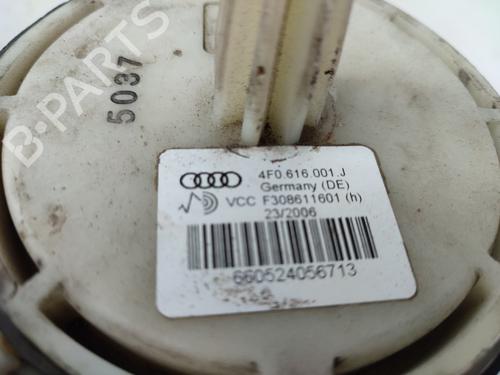 B-PARTS
5037
4F0.616.001.J
Germany (DE)
VCC F308611601 (h)
23/2006
660524056713